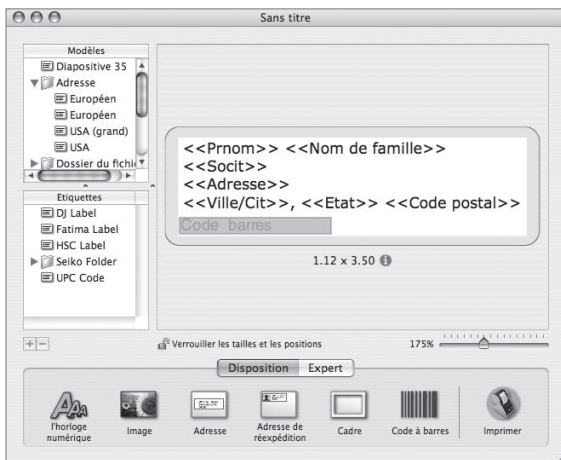 Sans titre
Modèles
Diapositive 35
Adresse
Européen
Européen
USA (grand)
USA
Dossier du fichi
Etiquettes
DJ Label
Fatima Label
HSC Label
Seiko Folder
UPC Code
<<Prnom>> <<Nom de famille>>
<<Socit>>
<<Adresse>>
<<Ville/Cit>>, <<Etat>> <<Code postal>>
Code barres
1.12 x 3.50
Verrouiller les tailles et les positions
175%
Disposition Expert
l'horloge numérique
Image
Adresse
Adresse de réexpédition
Cadre
Code à barres
Imprimer